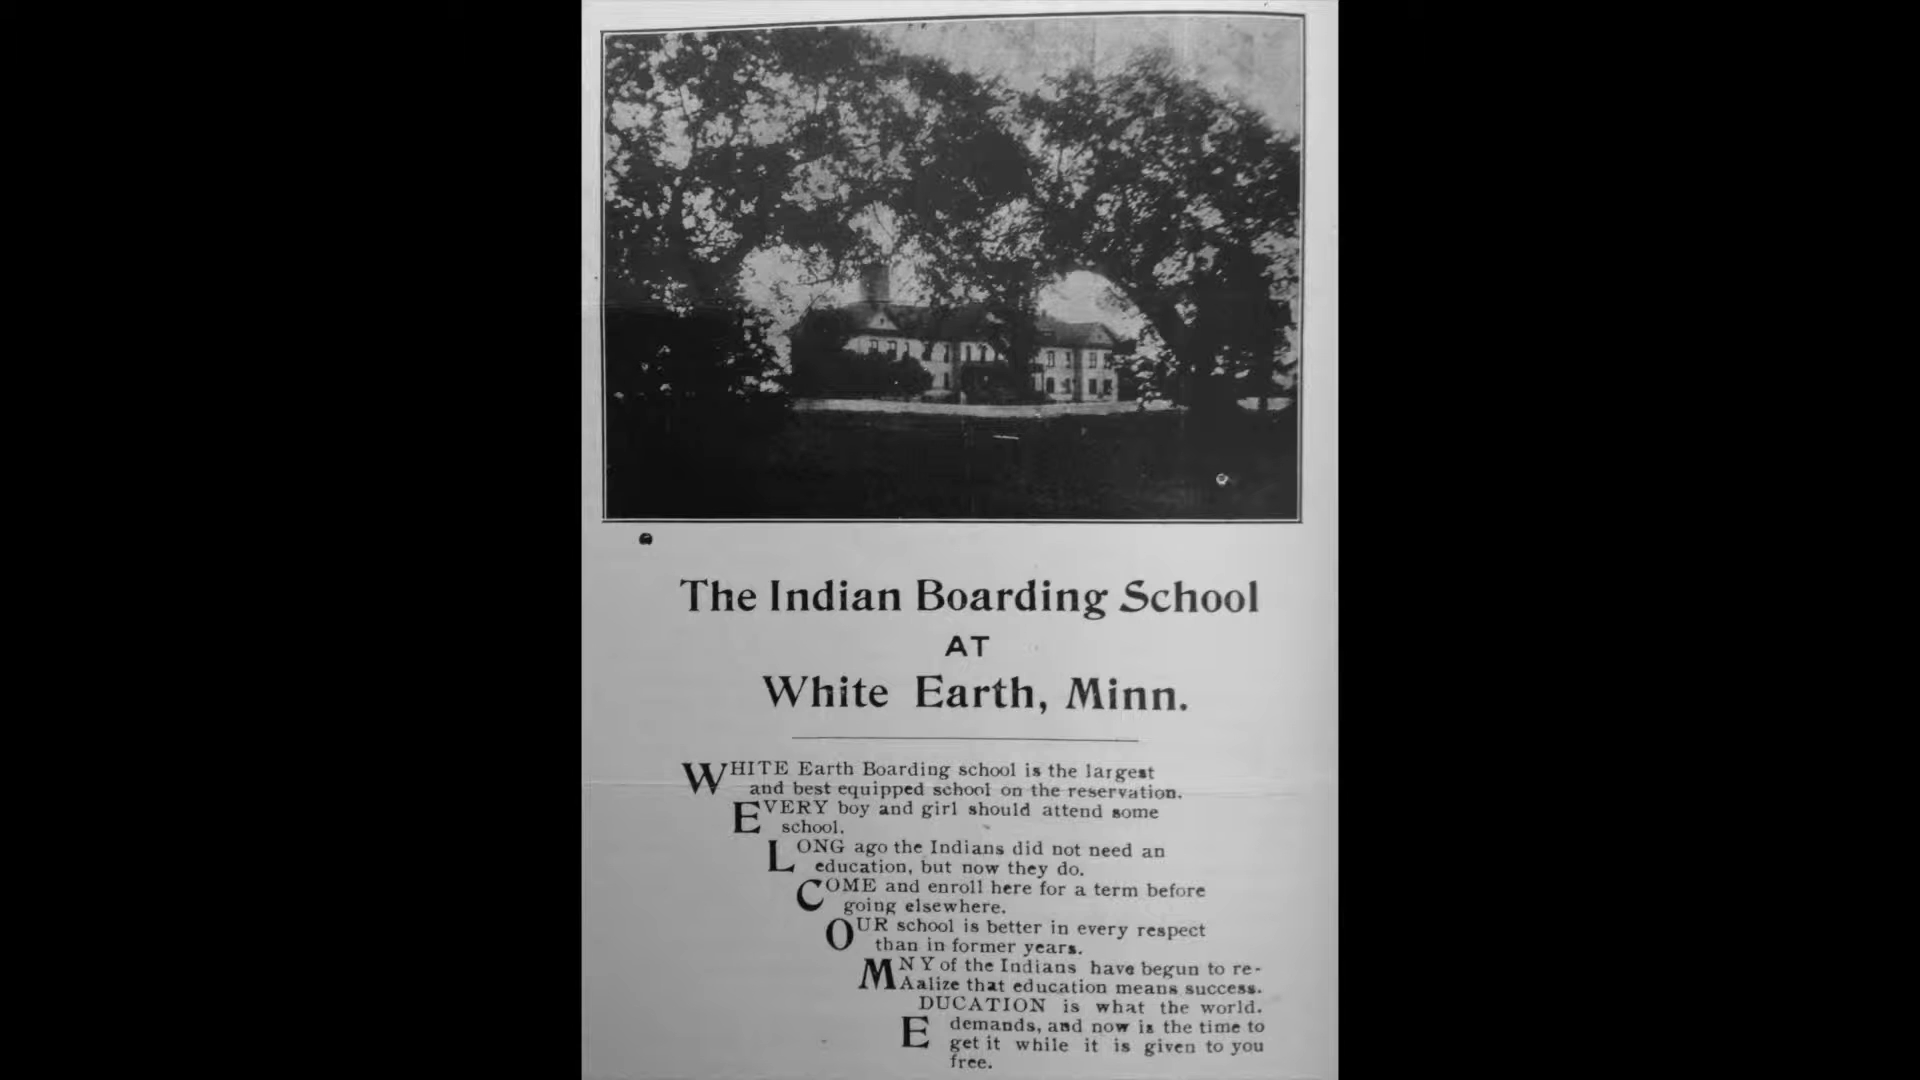 The Indian Boarding School
AT
White Earth, Minn.
WHITE Earth Boarding school is the largest
and best equipped school on the reservation.
EVERY boy and girl should attend some
school.
LONG ago the Indians did not need an
education, but now they do.
COME and enroll here for a term before
going elsewhere.
OUR school is better in every respect
than in former years.
MNY of the Indians have begun to re-
Aalize that education means success.
DUCATION is what the world.
E demands, and now is the time to
get it while it is given to you
free.